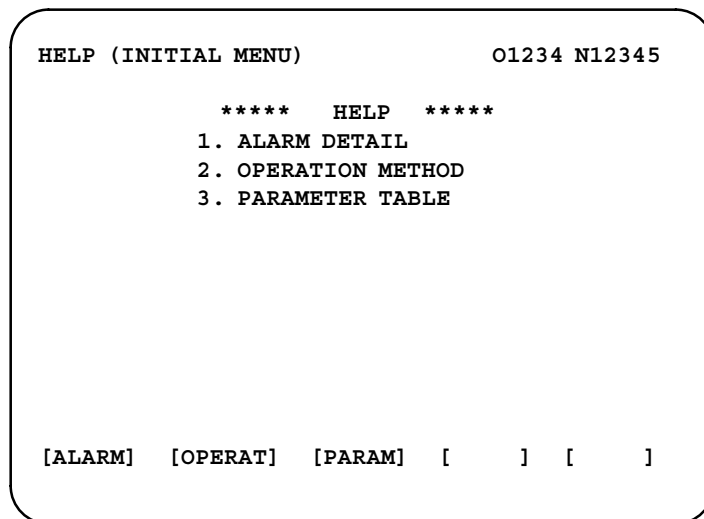 HELP (INITIAL MENU) O1234 N12345
***** HELP *****
1. ALARM DETAIL
2. OPERATION METHOD
3. PARAMETER TABLE
[ALARM] [OPERAT] [PARAM] [ ] [ ]